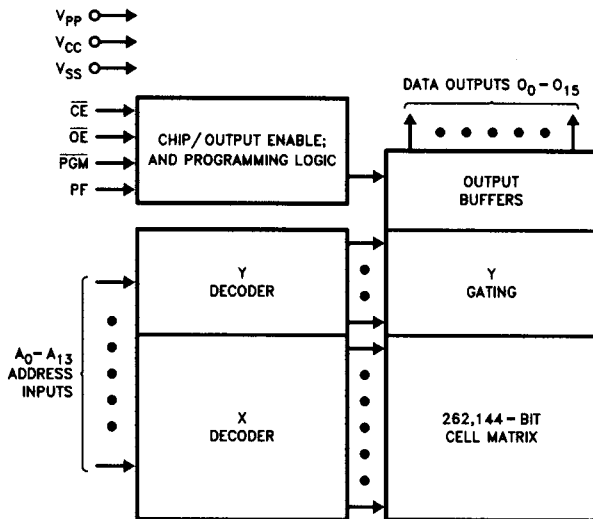 VPP
VCC
VSS
CE
OE
PGM
PF
CHIP/OUTPUT ENABLE;
AND PROGRAMMING LOGIC
DATA OUTPUTS O0-O15
OUTPUT
BUFFERS
Y
DECODER
Y
GATING
A0-A13
ADDRESS
INPUTS
X
DECODER
262,144-BIT
CELL MATRIX